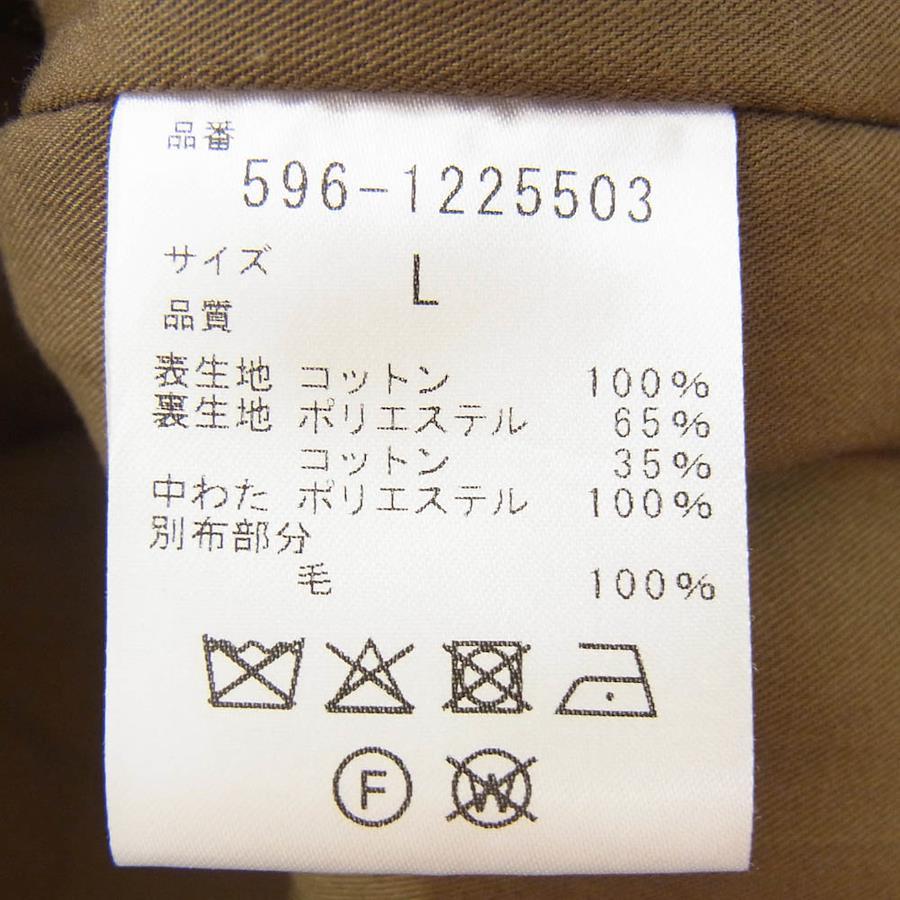 品番
596-1225503
サイズ L
品質
表生地 コットン 100%
裏生地 ポリエステル 65%
コットン 35%
中わた ポリエステル 100%
別布部分
毛 100%
F
W